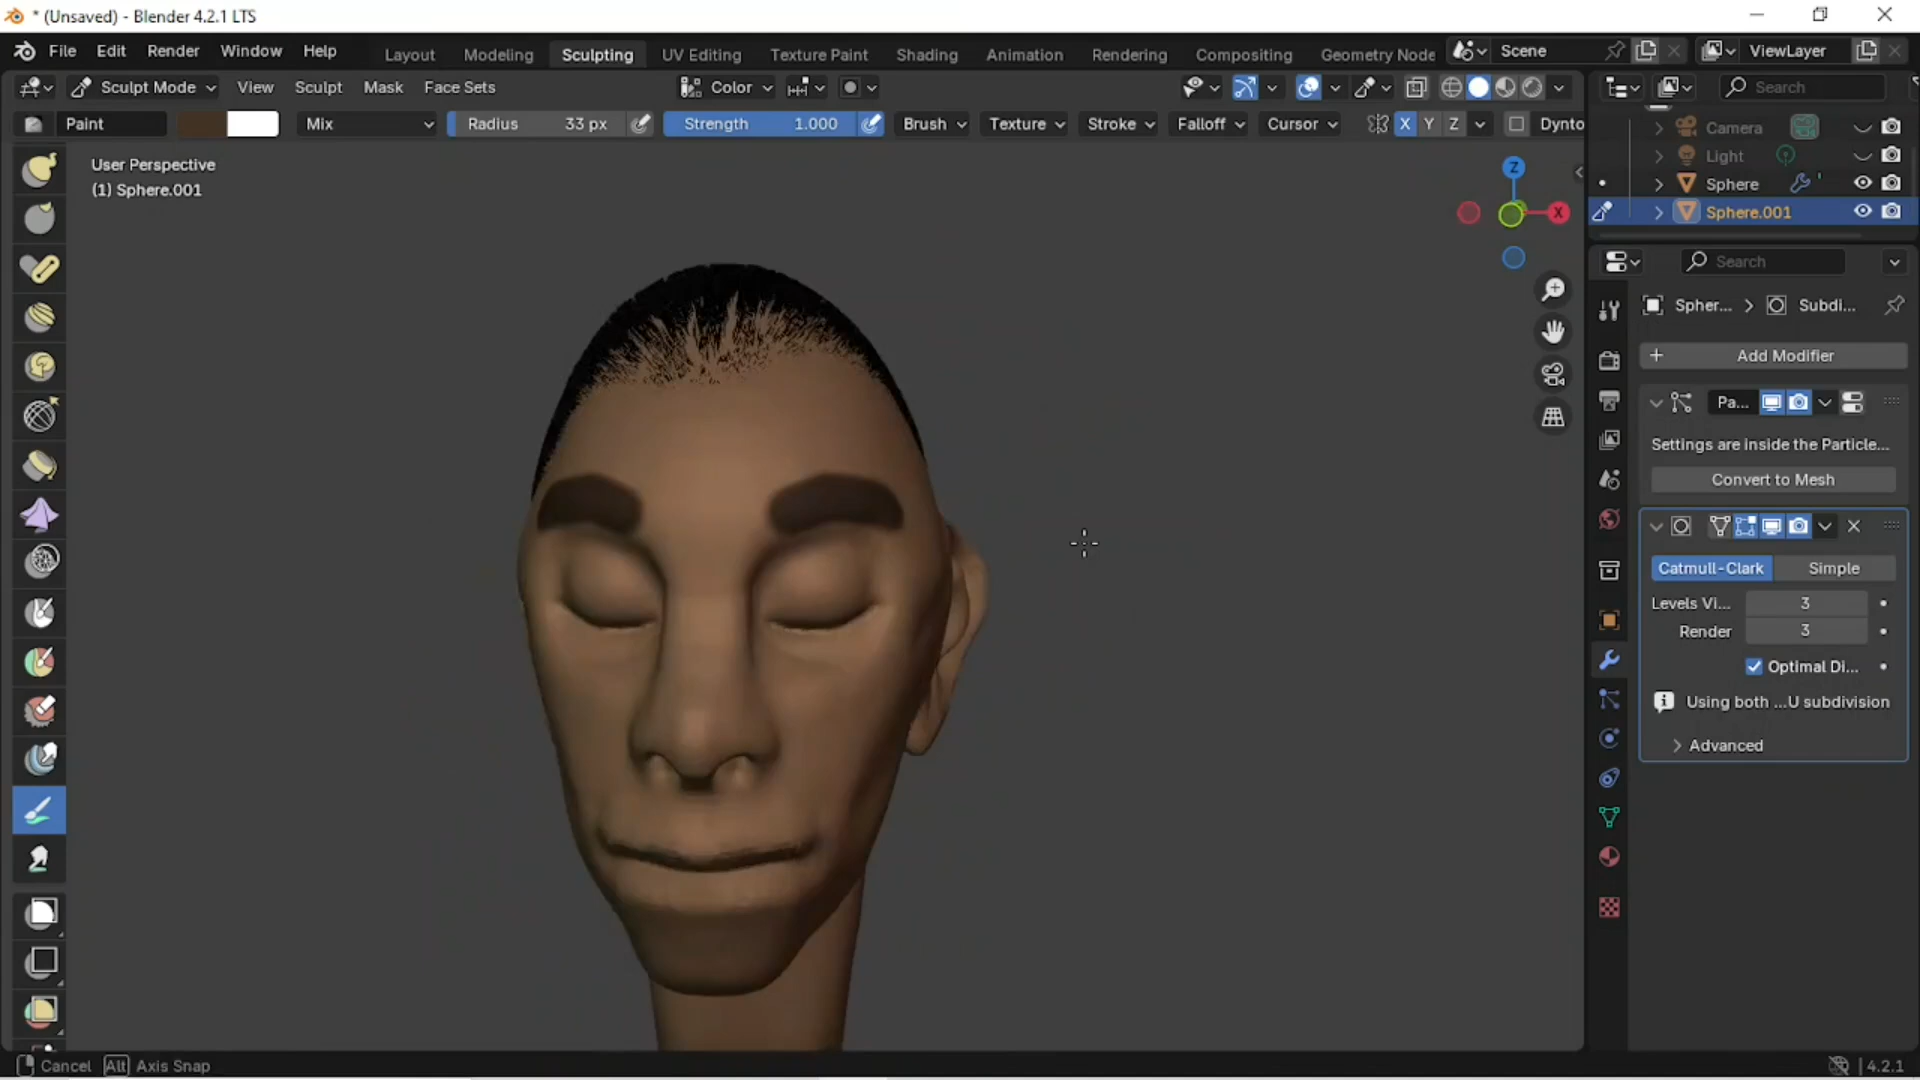 * (Unsaved) - Blender 4.2.1 LTS
File Edit Render Window Help Layout Modeling Sculpting UV Editing Texture Paint Shading Animation Rendering Compositing Geometry Node Scene ViewLayer
Sculpt Mode View Sculpt Mask Face Sets Color Search
Paint Mix Radius 33 px Strength 1.000 Brush Texture Stroke Falloff Cursor X Y Z Dynto
Camera
Light
Sphere
Sphere.001
User Perspective
(1) Sphere.001
Z
X
Search
Spher... > Subdi...
+ Add Modifier
Pa...
Settings are inside the Particle...
Convert to Mesh
Catmull-Clark Simple
Levels Vi... 3
Render 3
Optimal Di...
Using both ...U subdivision
Advanced
Cancel Alt Axis Snap 4.2.1